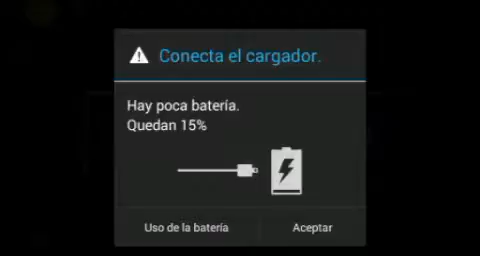 Conecta el cargador.
Hay poca batería.
Quedan 15%
Uso de la batería
Aceptar